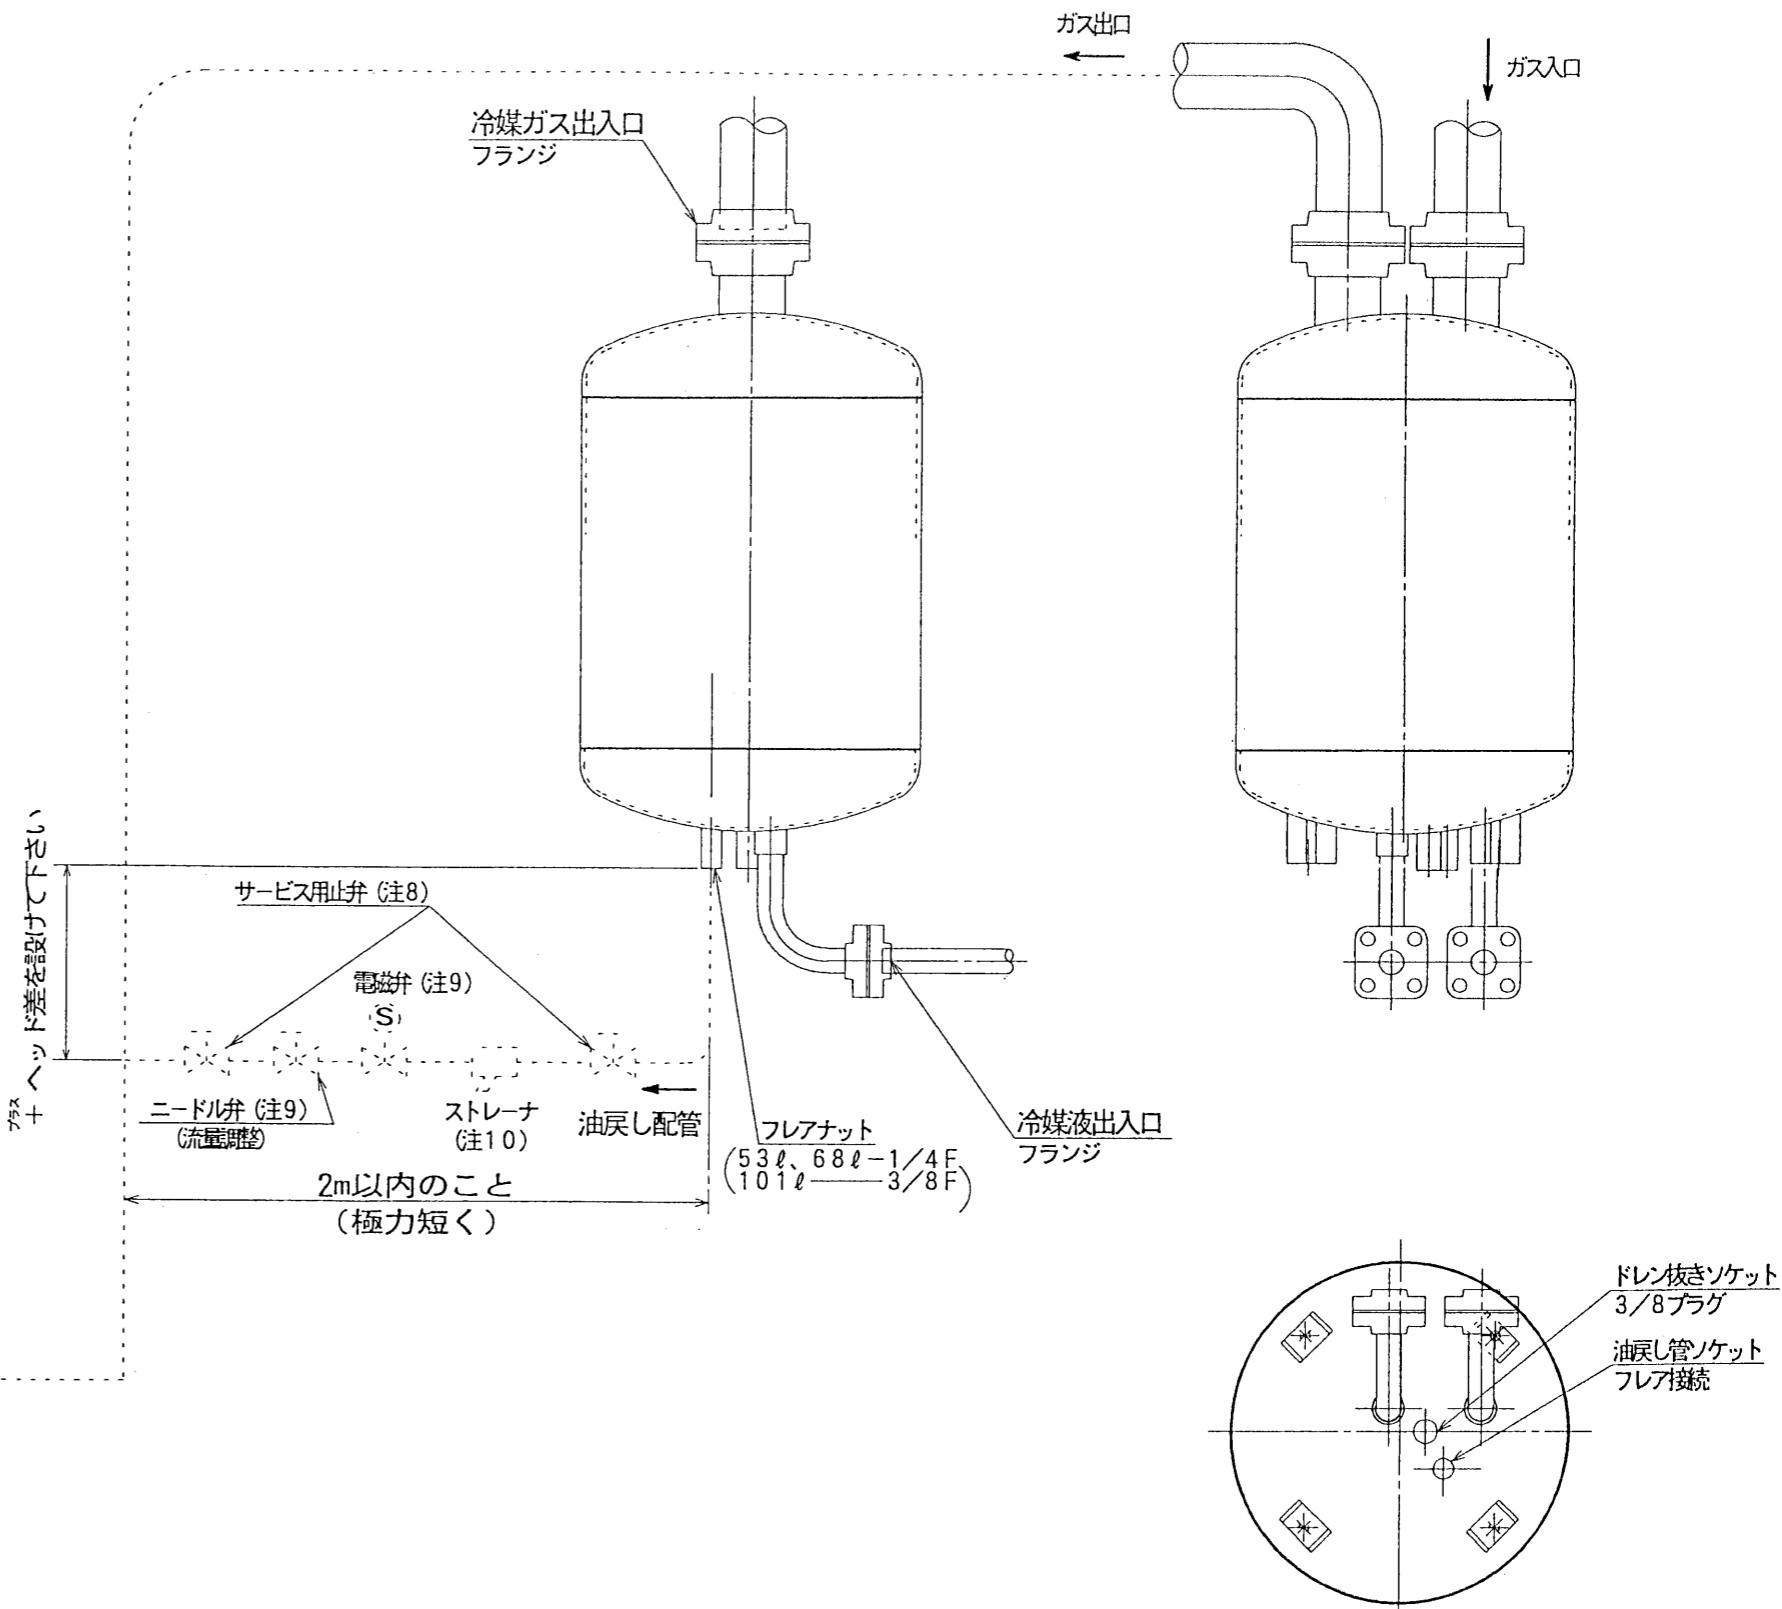 ガス出口
ガス入口
冷媒ガス出入口
フランジ
プラス
+ ヘッド差を設けて下さい
サービス用止弁 (注8)
電磁弁 (注9)
S
ニードル弁 (注9)
(流量調整)
ストレーナ
(注10)
油戻し配管
フレアナット
(53ℓ、68ℓ-1/4F
101ℓ―――3/8F)
冷媒液出入口
フランジ
2m以内のこと
(極力短く)
ドレン抜きソケット
3/8プラグ
油戻し管ソケット
フレア接続